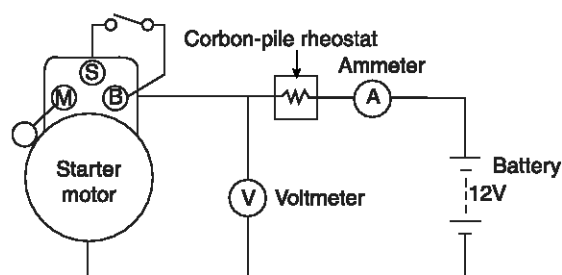 Corbon-pile rheostat
Ammeter
S
M
B
A
Starter
motor
V
Voltmeter
Battery
12V